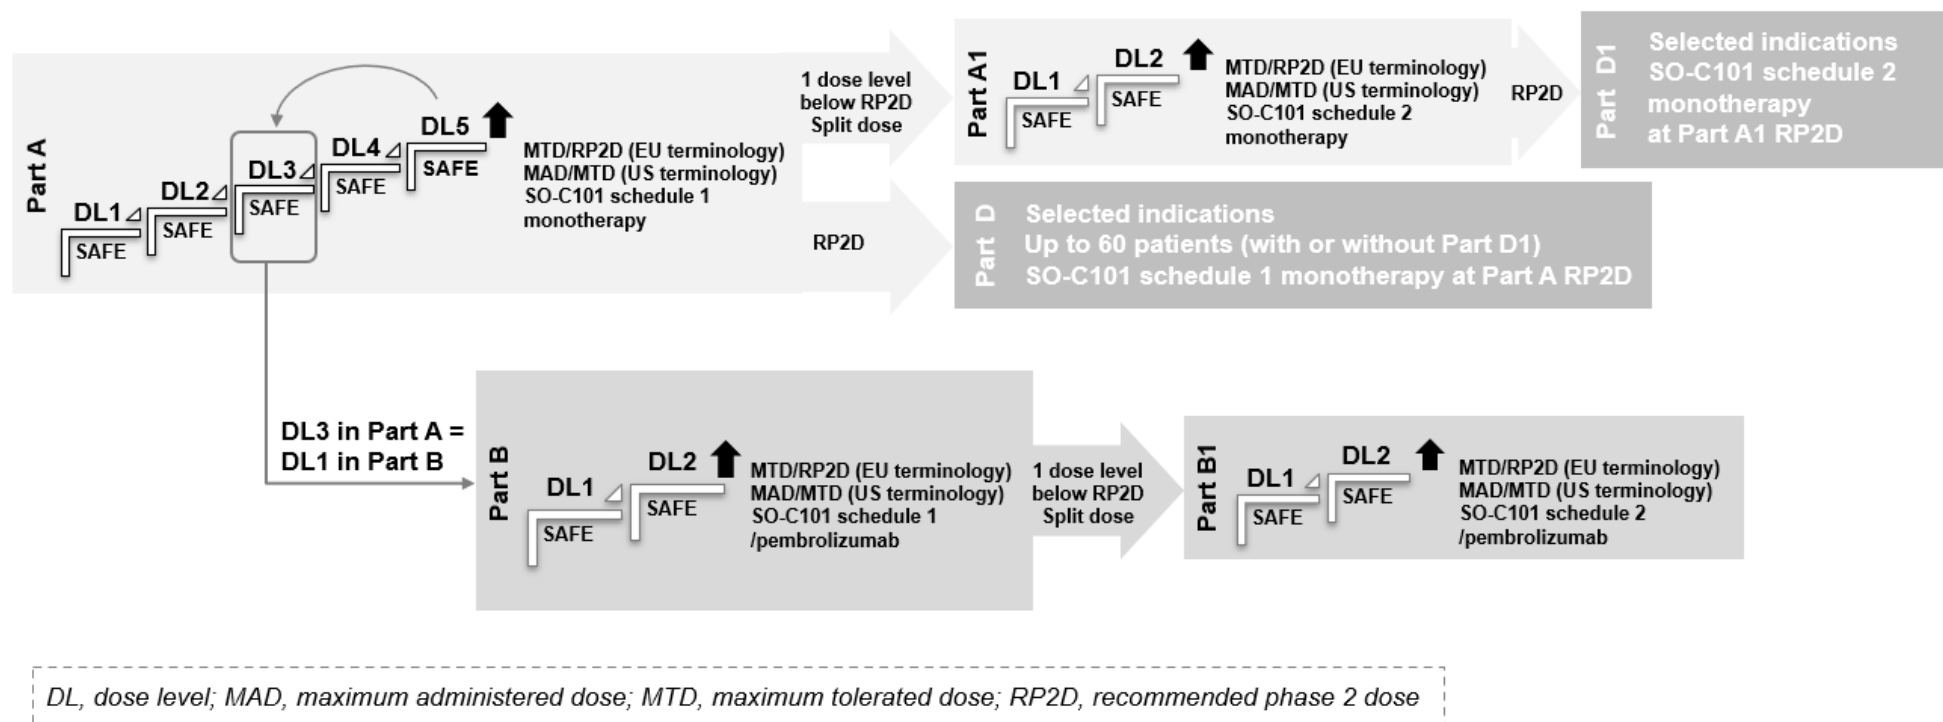 Part A
DL1
SAFE
DL2
SAFE
DL3
SAFE
DL4
SAFE
DL5
SAFE
MTD/RP2D (EU terminology)
MAD/MTD (US terminology)
SO-C101 schedule 1
monotherapy
1 dose level
below RP2D
Split dose
Part A1
DL1
SAFE
DL2
SAFE
MTD/RP2D (EU terminology)
MAD/MTD (US terminology)
SO-C101 schedule 2
monotherapy
RP2D
Part D1
Selected indications
SO-C101 schedule 2
monotherapy
at Part A1 RP2D
RP2D
Part D
Selected indications
Up to 60 patients (with or without Part D1)
SO-C101 schedule 1 monotherapy at Part A RP2D
DL3 in Part A =
DL1 in Part B
Part B
DL1
SAFE
DL2
SAFE
MTD/RP2D (EU terminology)
MAD/MTD (US terminology)
SO-C101 schedule 1
/pembrolizumab
1 dose level
below RP2D
Split dose
Part B1
DL1
SAFE
DL2
SAFE
MTD/RP2D (EU terminology)
MAD/MTD (US terminology)
SO-C101 schedule 2
/pembrolizumab
DL, dose level; MAD, maximum administered dose; MTD, maximum tolerated dose; RP2D, recommended phase 2 dose